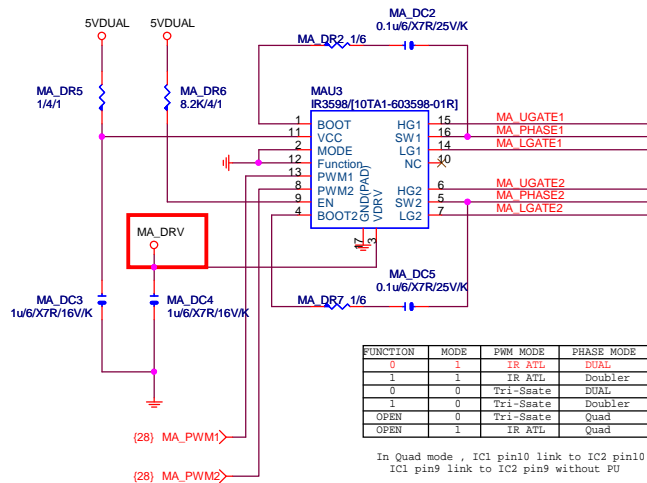 5VDUAL
5VDUAL
MA_DC2
0.1u/6/X7R/25V/K
MA_DR2 1/6
MA_DR5
1/4/1
MA_DR6
8.2K/4/1
MAU3
IR3598/[10TA1-603598-01R]
1 BOOT
11 VCC
2 MODE
12 Function
13 PWM1
8 PWM2
9 EN
4 BOOT2
HG1 15 MA_UGATE1
SW1 16 MA_PHASE1
LG1 14 MA_LGATE1
NC 10
HG2 6 MA_UGATE2
SW2 5 MA_PHASE2
LG2 7 MA_LGATE2
GND(PAD) 17
VDRV 3
MA_DRV
MA_DC3
1u/6/X7R/16V/K
MA_DC4
1u/6/X7R/16V/K
MA_DR7 1/6
MA_DC5
0.1u/6/X7R/25V/K
{28} MA_PWM1
{28} MA_PWM2
FUNCTION MODE PWM MODE PHASE MODE
0 1 IR ATL DUAL
1 1 IR ATL Doubler
0 0 Tri-Ssate DUAL
1 0 Tri-Ssate Doubler
OPEN 0 Tri-Ssate Quad
OPEN 1 IR ATL Quad
In Quad mode , IC1 pin10 link to IC2 pin10
IC1 pin9 link to IC2 pin9 without PU